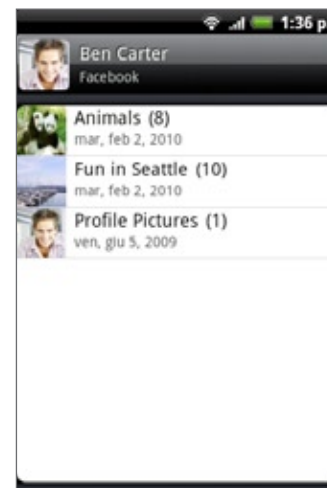 1:36 p
Ben Carter
Facebook
Animals (8)
mar, feb 2, 2010
Fun in Seattle (10)
mar, feb 2, 2010
Profile Pictures (1)
ven, giu 5, 2009